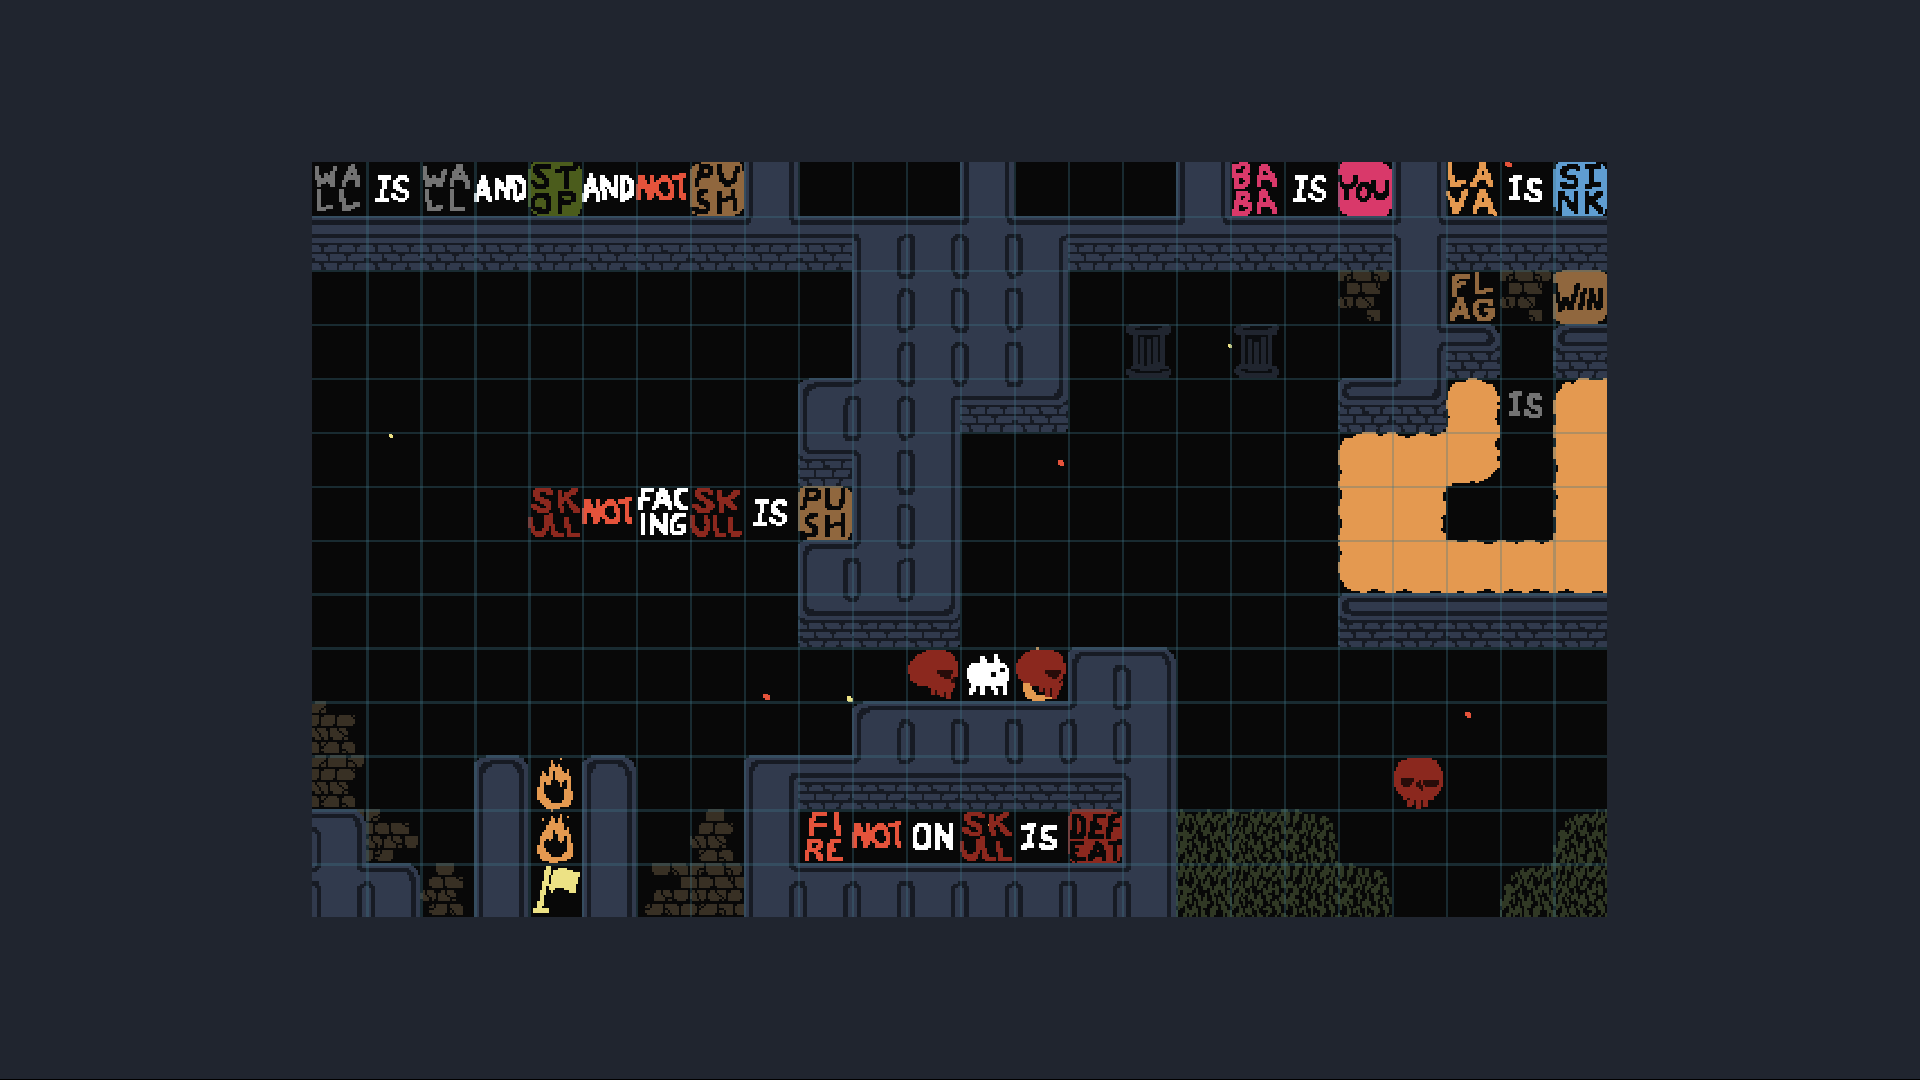 WALL IS WALL AND STOP AND NOT PUSH
BABA IS YOU
LAVA IS SINK
FLAG WIN
IS
SKULL NOT FACING SKULL IS PUSH
FIRE NOT ON SKULL IS DEFEAT